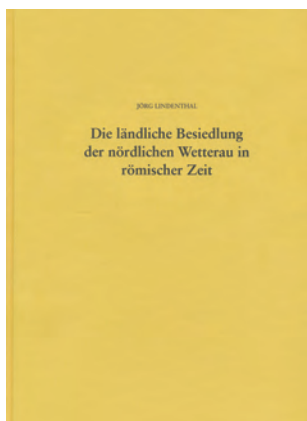 JÖRG LINDENTHAL
Die ländliche Besiedlung
der nördlichen Wetterau in
römischer Zeit